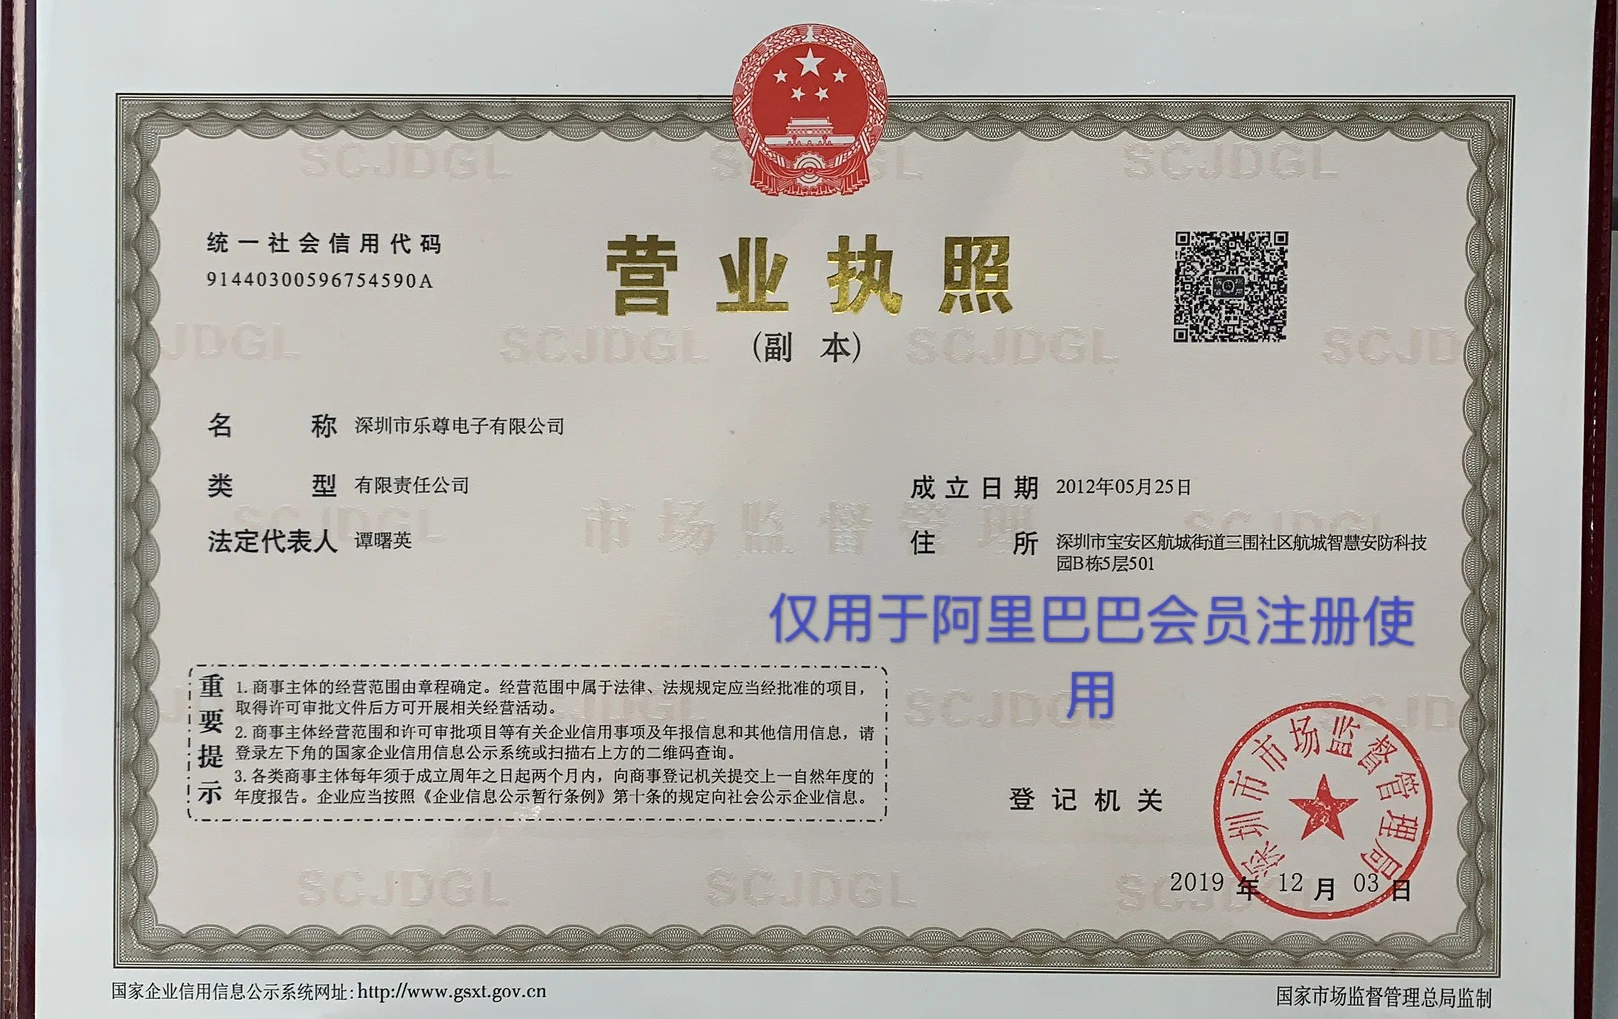 统一社会信用代码
91440300596754590A
营业执照
(副 本)
名 称 深圳市乐尊电子有限公司
类 型 有限责任公司
成立日期 2012年05月25日
法定代表人 谭曙英
住 所 深圳市宝安区航城街道三围社区航城智慧安防科技
园B栋5层501
仅用于阿里巴巴会员注册使
用
重要提示
1. 商事主体的经营范围由章程确定。经营范围中属于法律、法规规定应当经批准的项目，
取得许可审批文件后方可开展相关经营活动。
2. 商事主体经营范围和许可审批项目等有关企业信用事项及年报信息和其他信用信息，请
登录左下角的国家企业信用信息公示系统或扫描右上方的二维码查询。
3. 各类商事主体每年须于成立周年之日起两个月内，向商事登记机关提交上一自然年度的
年度报告。企业应当按照《企业信息公示暂行条例》第十条的规定向社会公示企业信息。
登记机关
深圳市市场监督管理局
2019 年 12 月 03 日
国家企业信用信息公示系统网址:http://www.gsxt.gov.cn
国家市场监督管理总局监制
SCJDGL
SCJDGL
SCJDGL
SCJDGL
SCJDGL
市场监督管理
SCJDGL
SCJDGL
SCJDGL
SCJDGL